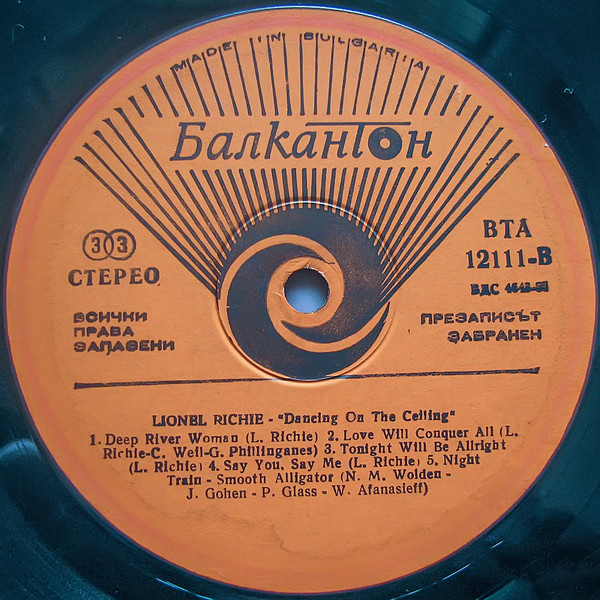 MADE IN BULGARIA
Балкантон
33
СТЕРЕО
ВТА
12111-В
БДС
ВСИЧКИ
ПРАВА
ЗАПАЗЕНИ
ПРЕЗАПИСЪТ
ЗАБРАНЕН
LIONEL RICHIE - "Dancing On The Ceiling"
1. Deep River Woman (L. Richie) 2. Love Will Conquer All (L.
Richie-C. Well-G. Phillinganes) 3. Tonight Will Be Allright
(L. Richie) 4. Say You, Say Me (L. Richie) 5. Night
Train - Smooth Alligator (N. M. Wolden -
J. Gohen - P. Glass - W. Afanasieff)